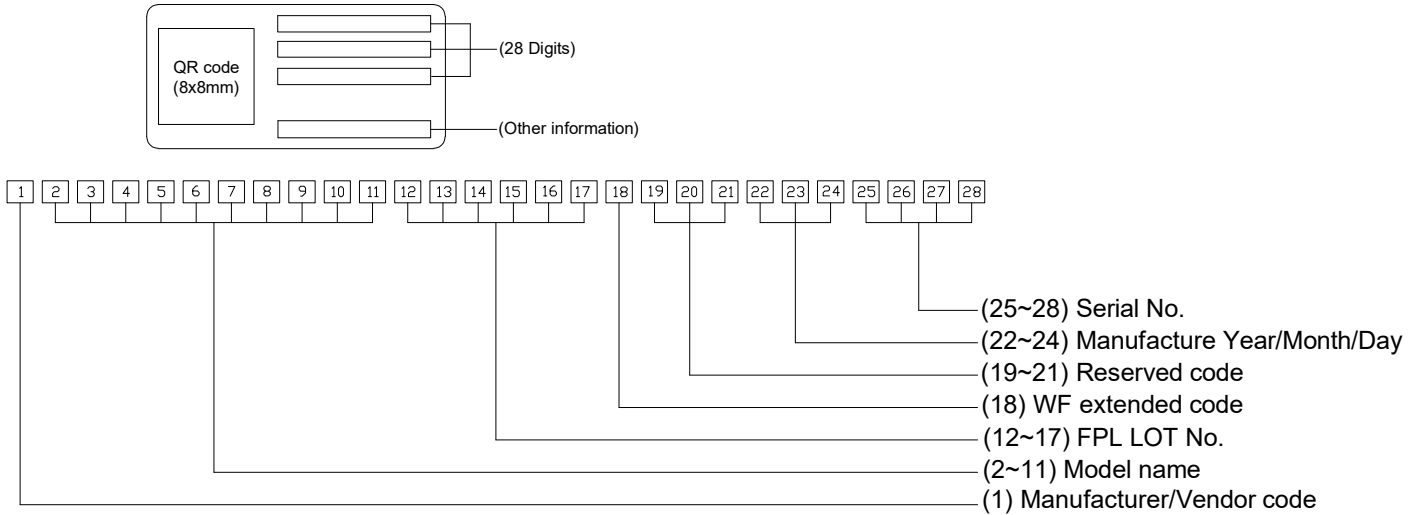 QR code
(8x8mm)
(28 Digits)
(Other information)
1 2 3 4 5 6 7 8 9 10 11 12 13 14 15 16 17 18 19 20 21 22 23 24 25 26 27 28
(25~28) Serial No.
(22~24) Manufacture Year/Month/Day
(19~21) Reserved code
(18) WF extended code
(12~17) FPL LOT No.
(2~11) Model name
(1) Manufacturer/Vendor code